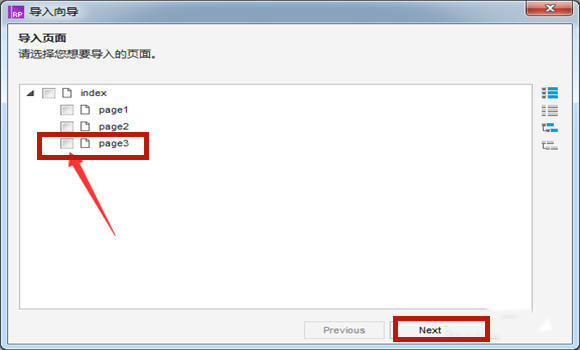 RP 导入向导
导入页面
请选择您想要导入的页面。
index
page1
page2
page3
Previous Next